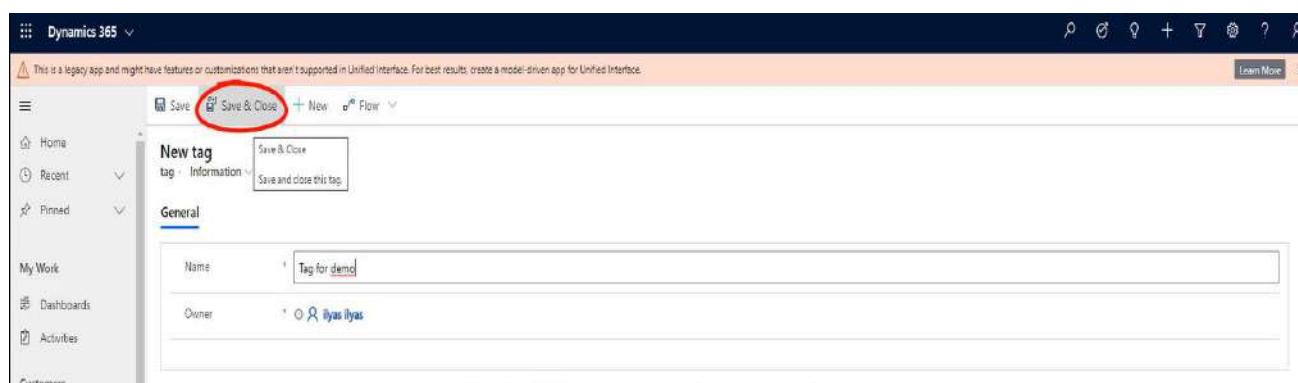 Dynamics 365
This is a legacy app and might have features or customizations that aren't supported in Unified Interface. For best results, create a model-driven app for Unified Interface.
Learn More
Save
Save & Close
New
Flow
Home
Recent
Pinned
My Work
Dashboards
Activities
Customers
New tag
tag · Information
Save & Close
Save and close this tag.
General
Name * Tag for demo
Owner * ilyas ilyas